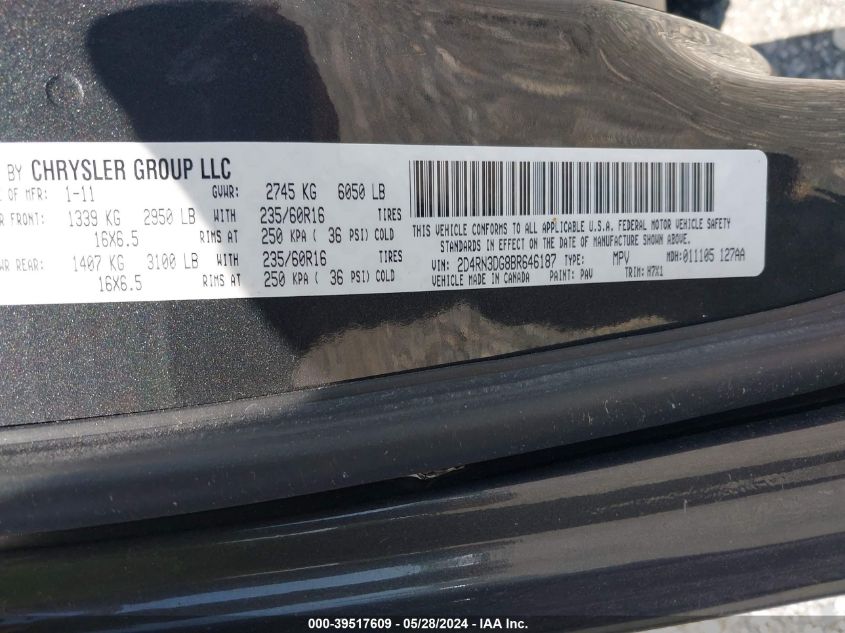 BY CHRYSLER GROUP LLC
OF MFR: 1-11 GVWR: 2745 KG 6050 LB
FRONT: 1339 KG 2950 LB WITH 235/60R16 TIRES
16X6.5 RIMS AT 250 KPA ( 36 PSI) COLD
REAR: 1407 KG 3100 LB WITH 235/60R16 TIRES
16X6.5 RIMS AT 250 KPA ( 36 PSI) COLD
THIS VEHICLE CONFORMS TO ALL APPLICABLE U.S.A. FEDERAL MOTOR VEHICLE SAFETY
STANDARDS IN EFFECT ON THE DATE OF MANUFACTURE SHOWN ABOVE.
VIN: 2D4RN3DG8BR646187 TYPE: MPV MDH: 011105 127AA
VEHICLE MADE IN CANADA PAINT: PAV TRIM: H7X1
000-39517609 - 05/28/2024 - IAA Inc.